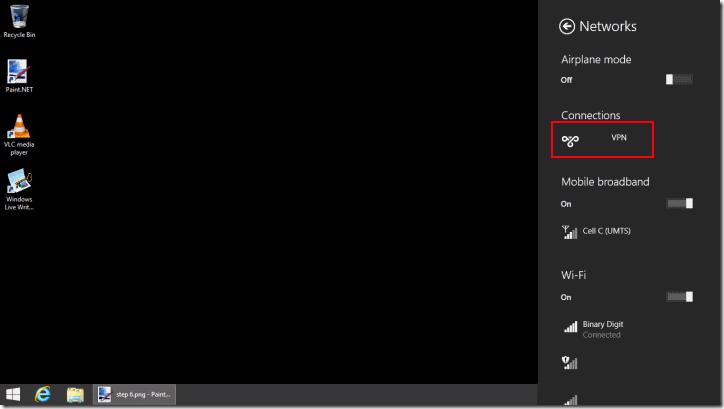 Recycle Bin
Paint.NET
VLC media
player
Windows
Live Writ...
step 6.png - Paint...
Networks
Airplane mode
Off
Connections
VPN
Mobile broadband
On
Cell C (UMTS)
Wi-Fi
On
Binary Digit
Connected